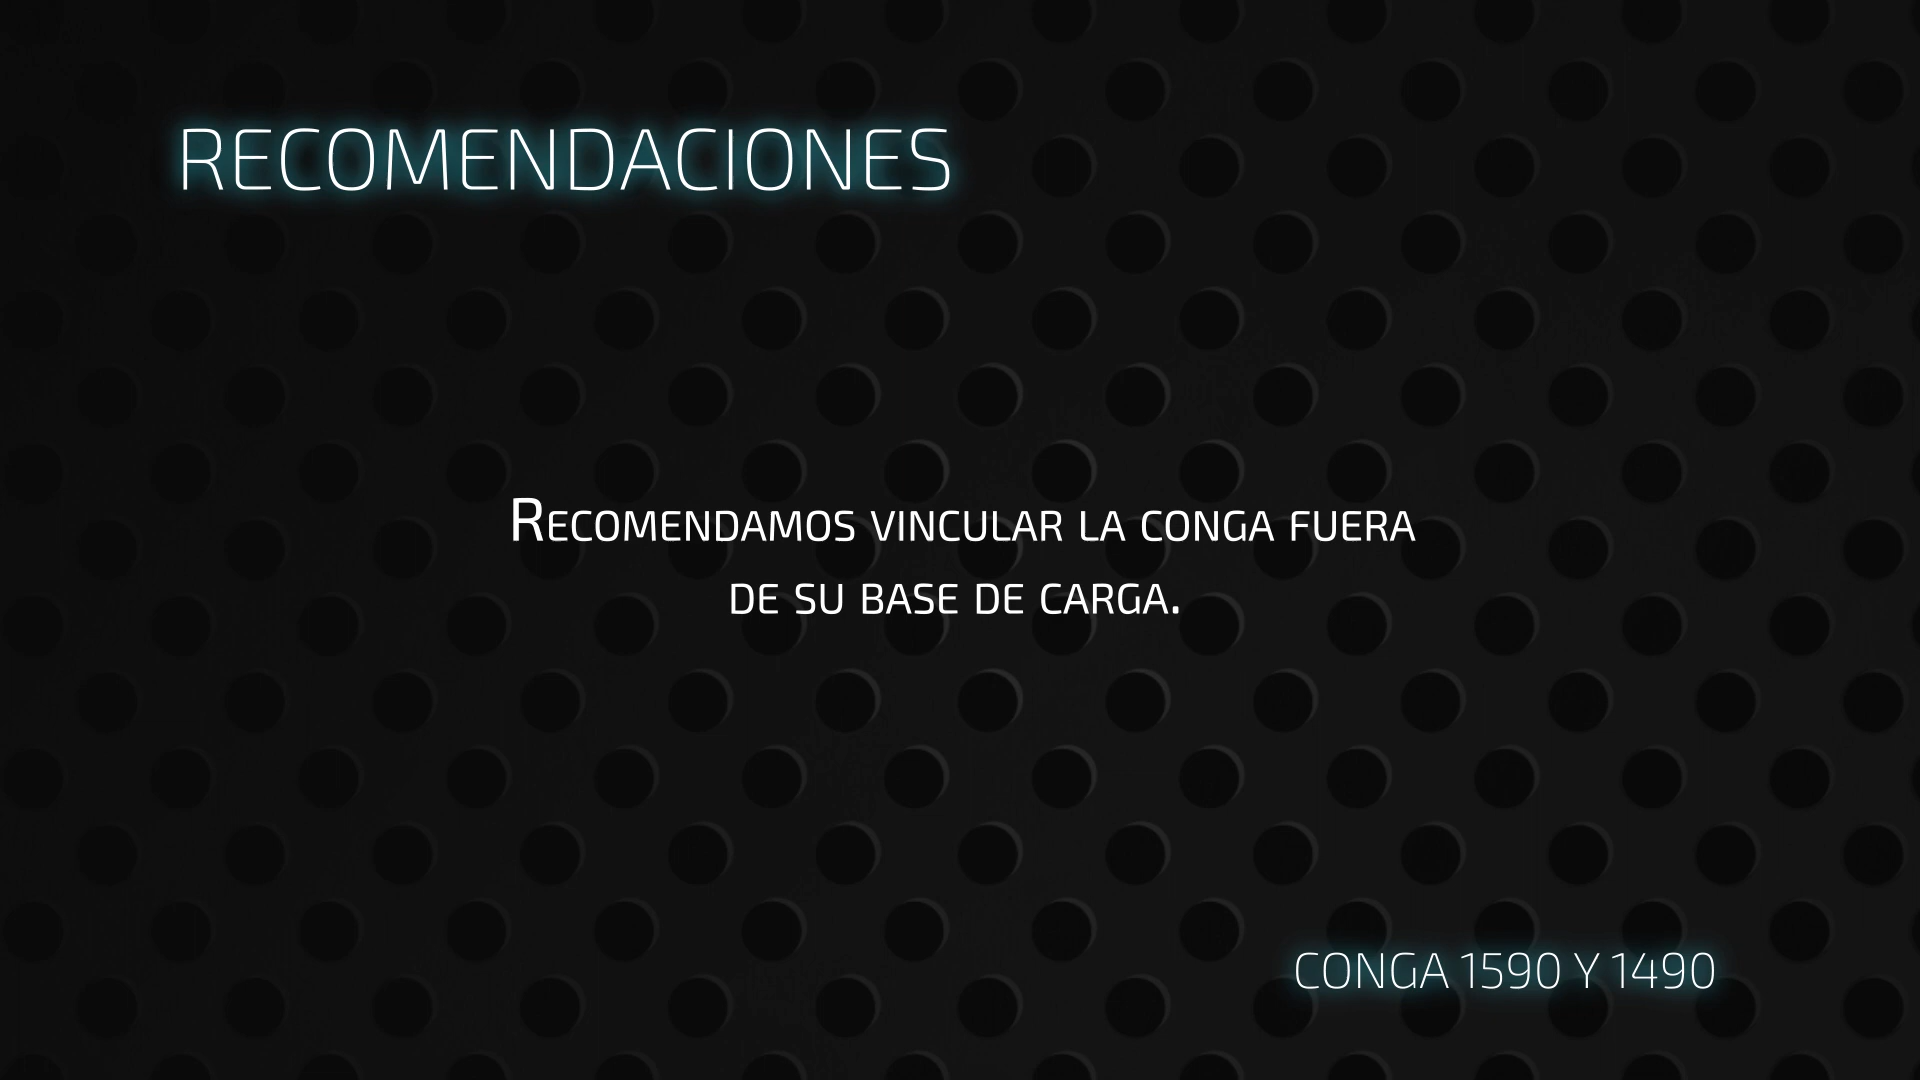 RECOMENDACIONES
Recomendamos vincular la conga fuera
de su base de carga.
CONGA 1590 Y 1490